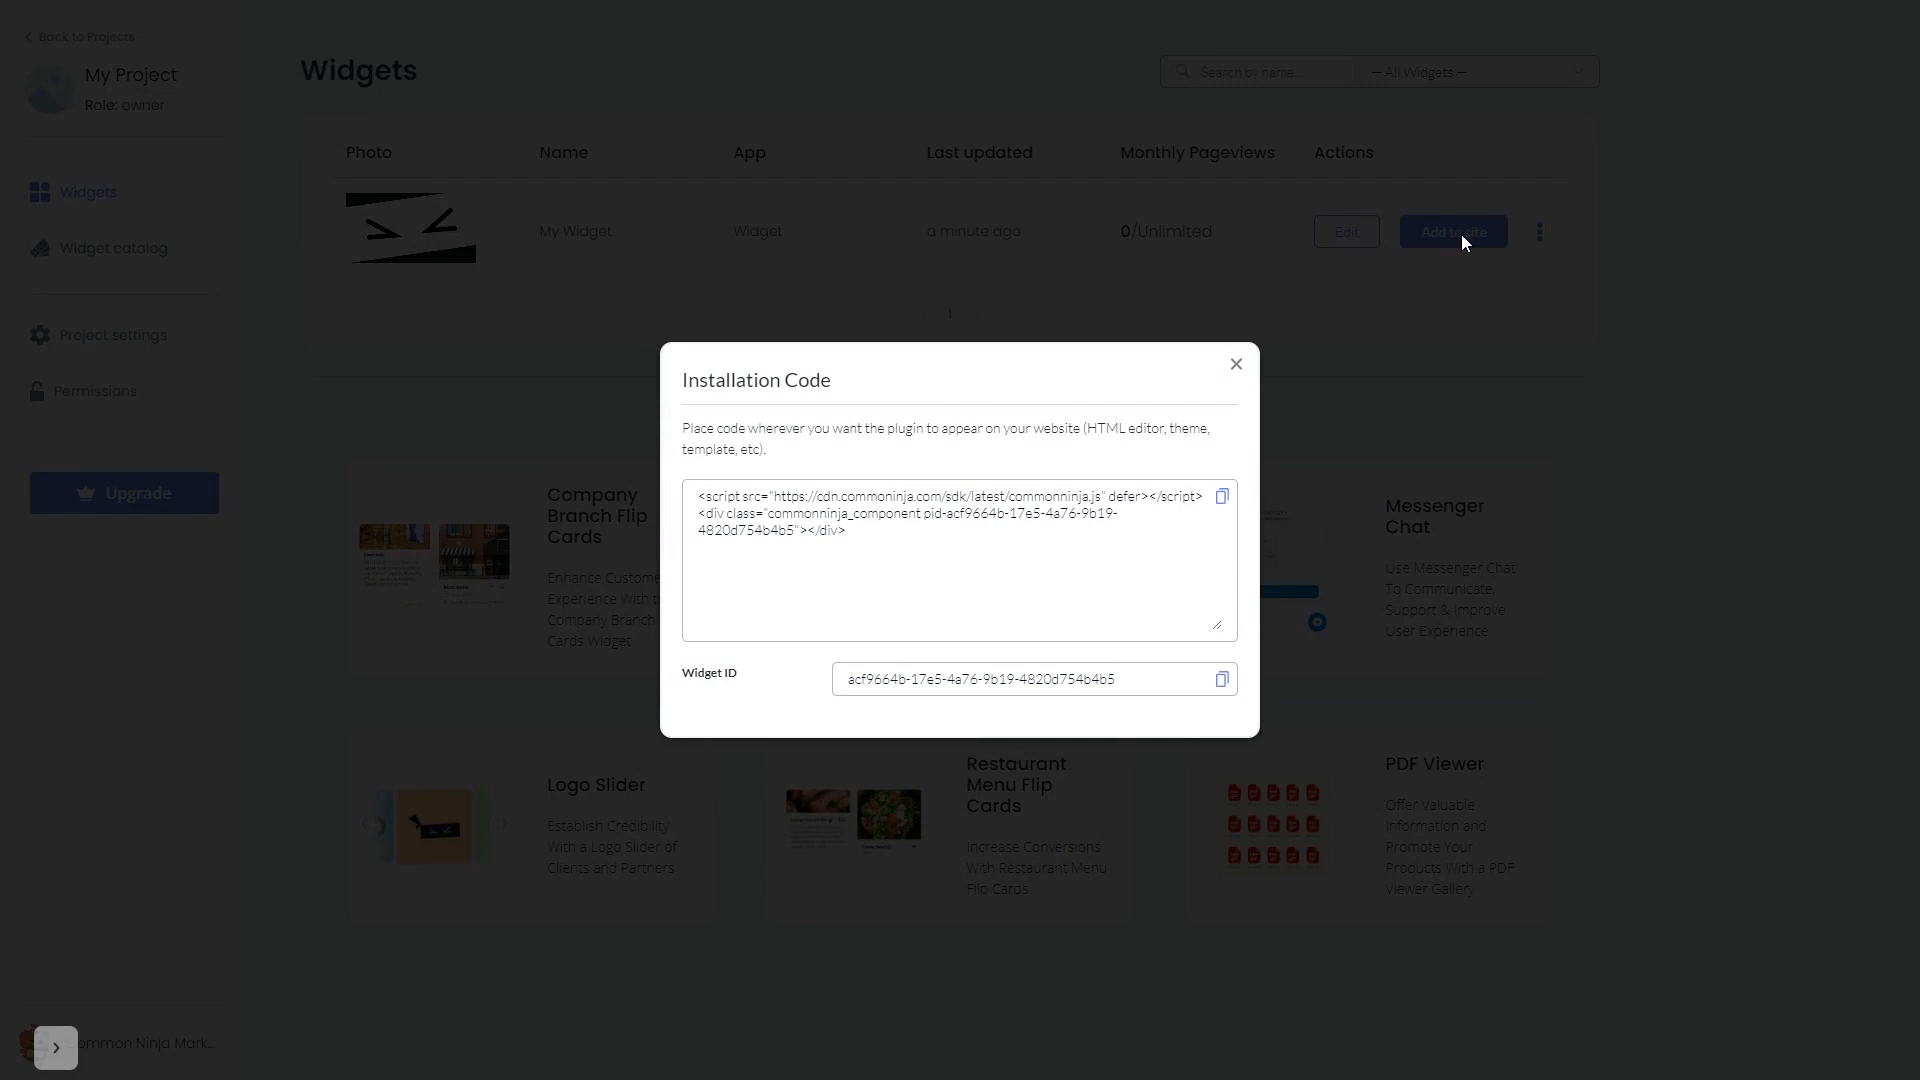 Back to Projects
My Project
Role: owner
Widgets
Widget catalog
Project settings
Permissions
Upgrade
Widgets
Search by name...
— All Widgets —
Photo
Name
App
Last updated
Monthly Pageviews
Actions
My Widget
Widget
a minute ago
0/Unlimited
Edit
Add to site
1
Installation Code
Place code wherever you want the plugin to appear on your website (HTML editor, theme,
template, etc).
<script src="https://cdn.commoninja.com/sdk/latest/commonninja.js" defer></script>
<div class="commonninja_component pid-acf9664b-17e5-4a76-9b19-
4820d754b4b5"></div>
Widget ID
acf9664b-17e5-4a76-9b19-4820d754b4b5
Company
Branch Flip
Cards
Enhance Custome
Experience With
Company Branch
Cards Widget
Messenger
Chat
Use Messenger Chat
To Communicate,
Support & Improve
User Experience
Logo Slider
Establish Credibility
With a Logo Slider of
Clients and Partners
Restaurant
Menu Flip
Cards
Increase Conversions
With Restaurant Menu
Flip Cards
PDF Viewer
Offer Valuable
Information and
Promote Your
Products With a PDF
Viewer Gallery
ommon Ninja Mark...